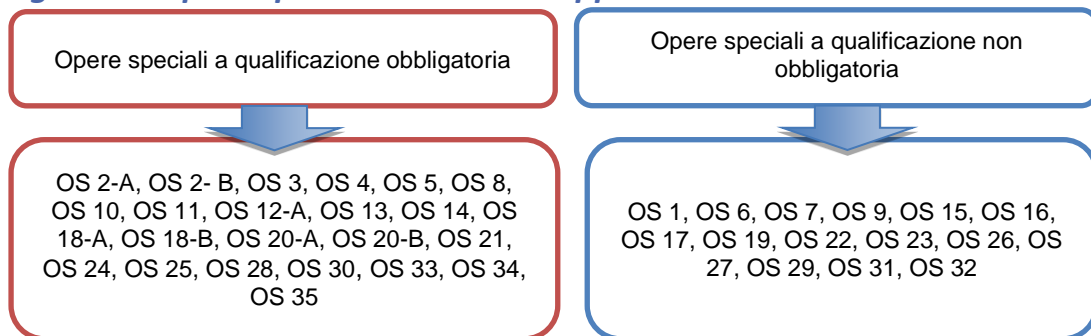 Opere speciali a qualificazione obbligatoria
Opere speciali a qualificazione non
obbligatoria
OS 2-A, OS 2- B, OS 3, OS 4, OS 5, OS 8,
OS 10, OS 11, OS 12-A, OS 13, OS 14, OS
18-A, OS 18-B, OS 20-A, OS 20-B, OS 21,
OS 24, OS 25, OS 28, OS 30, OS 33, OS 34,
OS 35
OS 1, OS 6, OS 7, OS 9, OS 15, OS 16,
OS 17, OS 19, OS 22, OS 23, OS 26, OS
27, OS 29, OS 31, OS 32